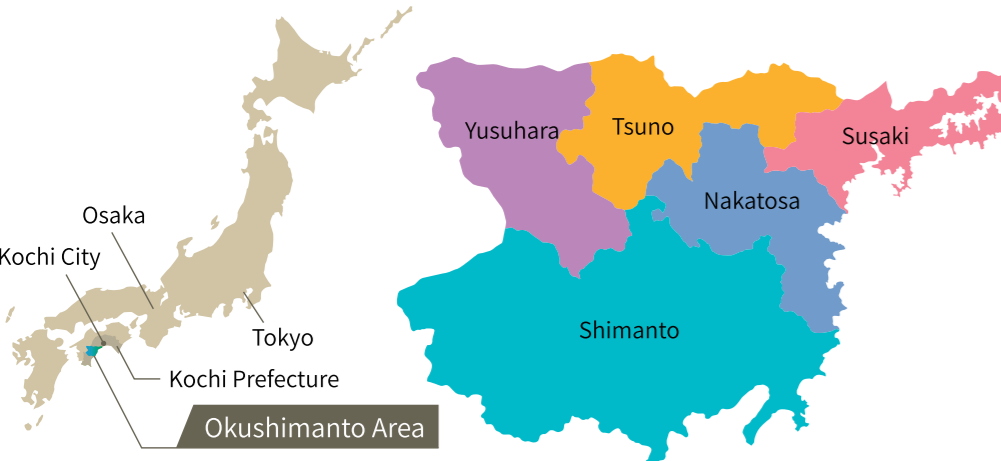 Osaka
Kochi City
Tokyo
Kochi Prefecture
Okushimanto Area
Yusuhara
Tsuno
Susaki
Nakatosa
Shimanto